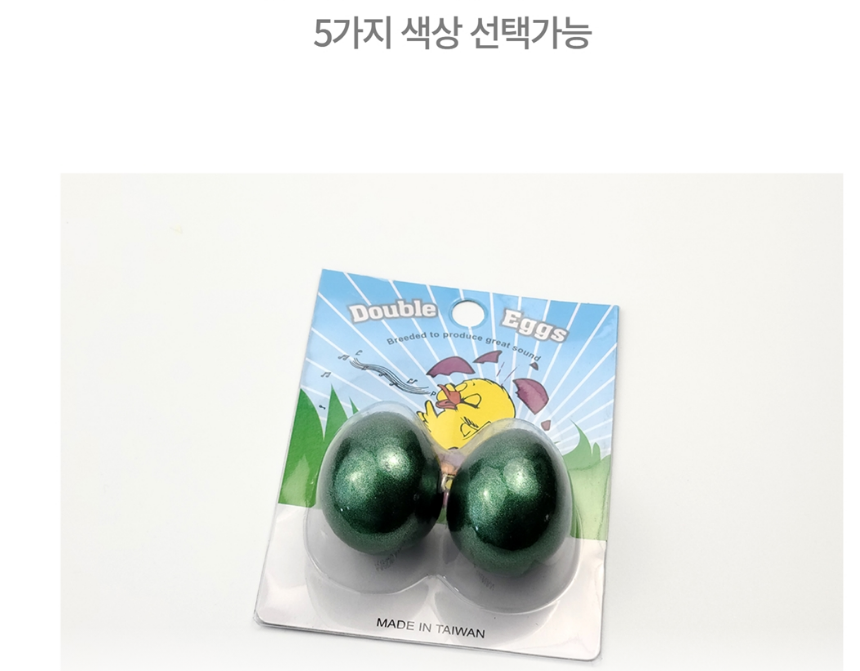 5가지 색상 선택가능
Double Eggs
Breeded to produce great sound
MADE IN TAIWAN